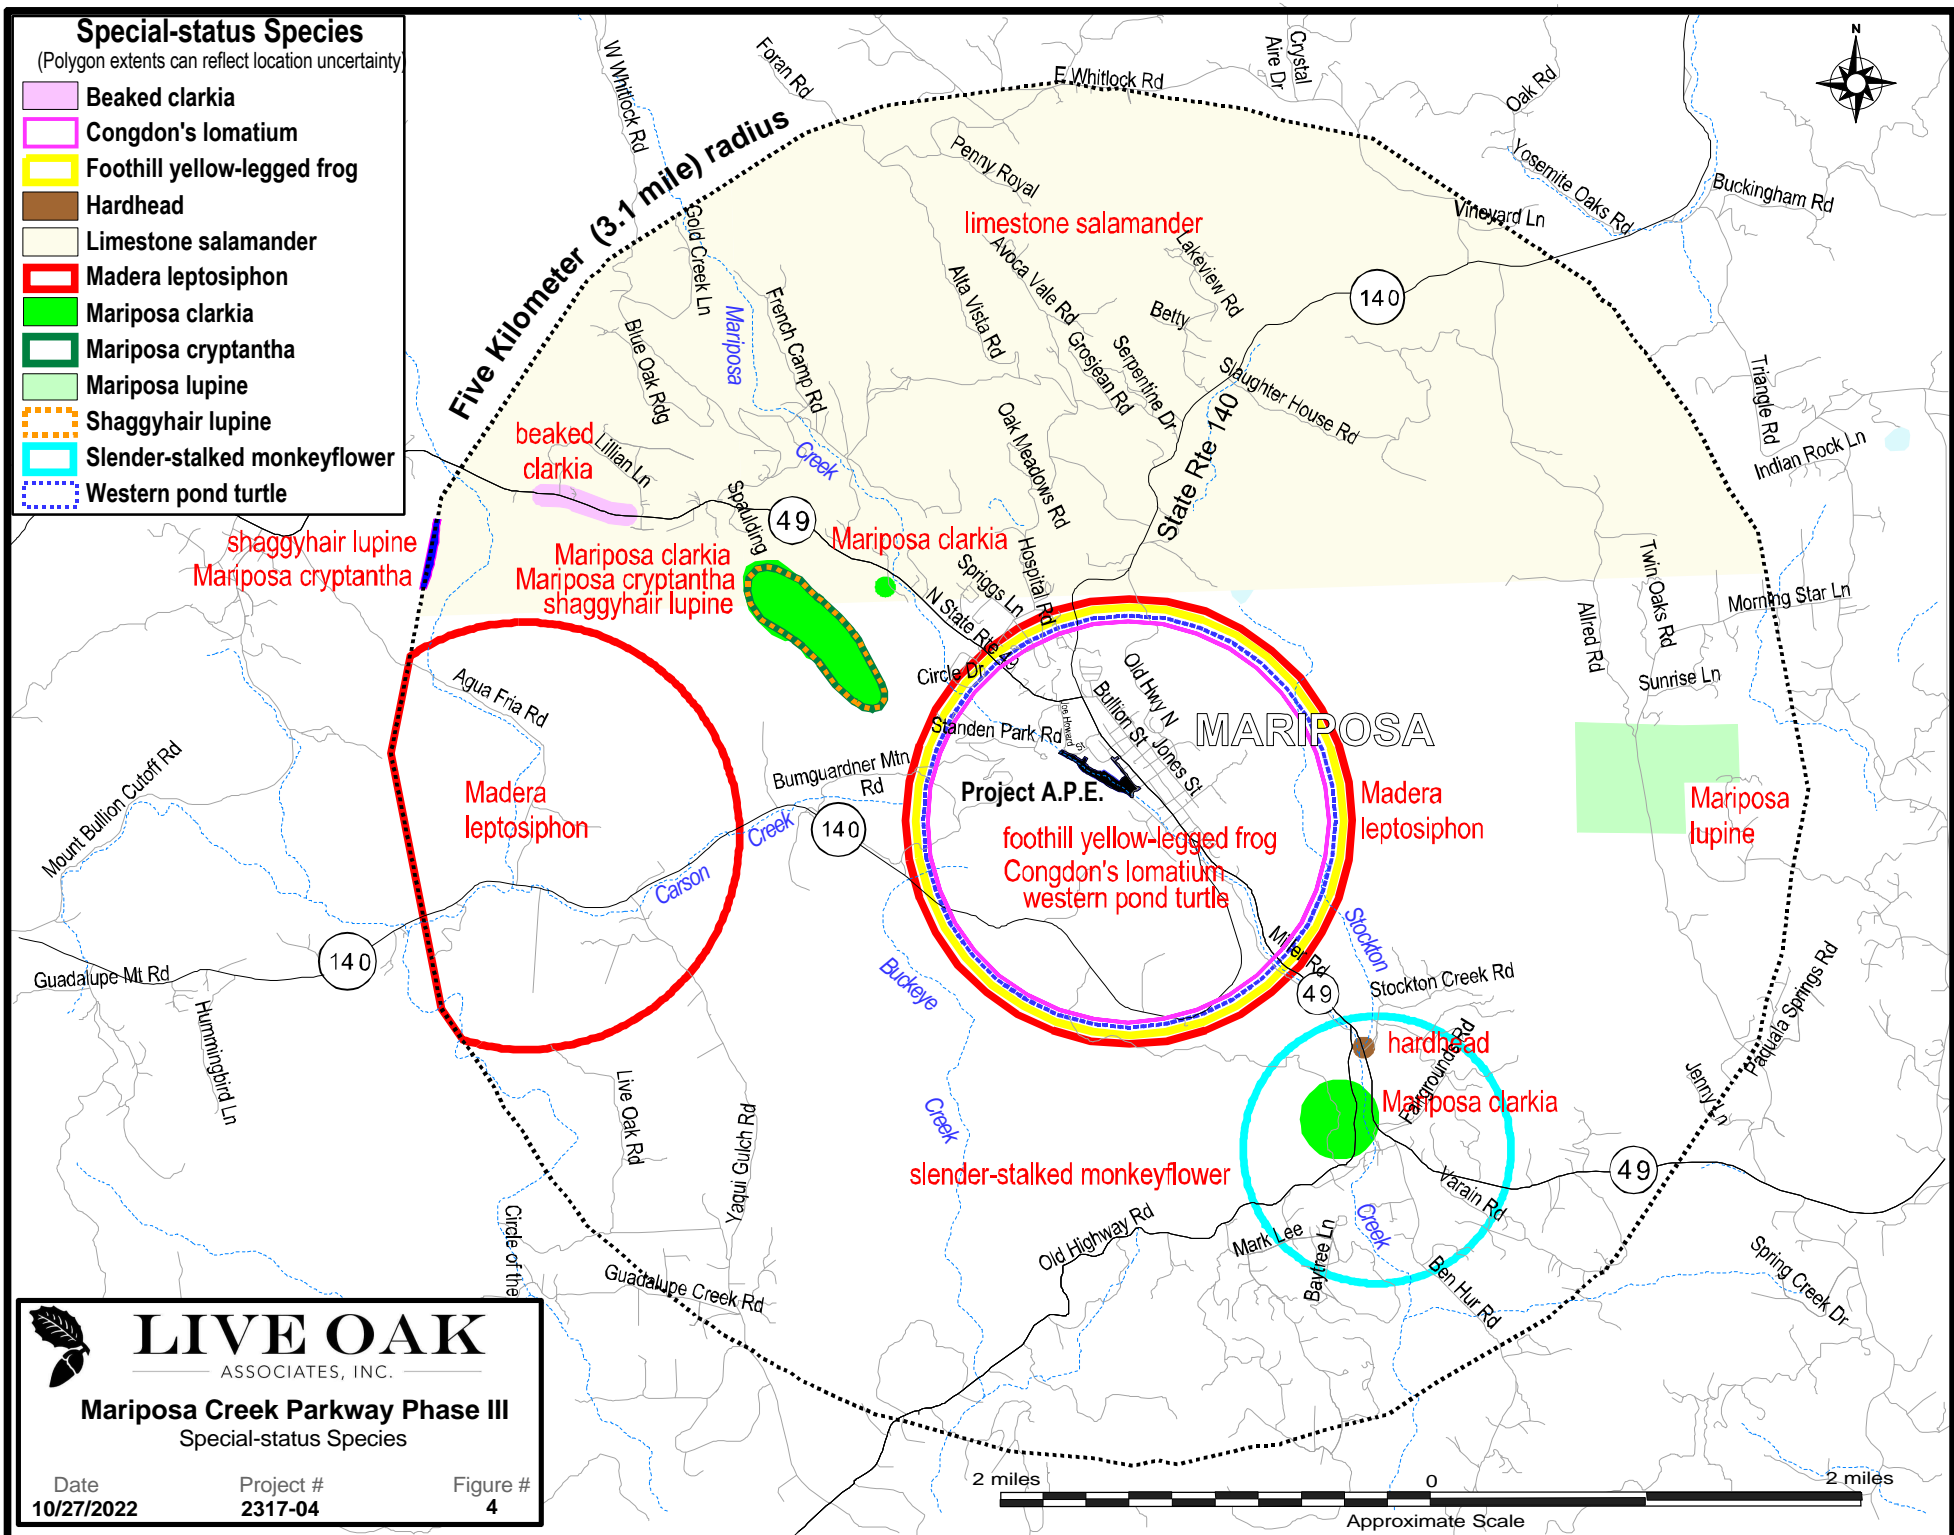 Special-status Species
(Polygon extents can reflect location uncertainty)
Beaked clarkia
Congdon's lomatium
Foothill yellow-legged frog
Hardhead
Limestone salamander
Madera leptosiphon
Mariposa clarkia
Mariposa cryptantha
Mariposa lupine
Shaggyhair lupine
Slender-stalked monkeyflower
Western pond turtle
N
W Whitlock Rd
Foran Rd
E Whitlock Rd
Crystal
Aire Dr
Oak Rd
Yosemite Oaks Rd
Buckingham Rd
Vineyard Ln
Penny Royal
Five Kilometer (3.1 mile) radius
limestone salamander
Gold Creek Ln
Avoca Vale Rd
Lakeview Rd
Alta Vista Rd
Betty
140
Mariposa
French Camp Rd
Blue Oak Rdg
Grosjean Rd
Serpentine Dr
Slaughter House Rd
State Rte 140
Triangle Rd
Indian Rock Ln
beaked
clarkia
Lillian Ln
Creek
Oak Meadows Rd
Spaulding
49
Mariposa clarkia
Hospital Rd
Spriggs Ln
shaggyhair lupine
Mariposa cryptantha
Mariposa clarkia
Mariposa cryptantha
shaggyhair lupine
N State Rte 49
Twin Oaks Rd
Allred Rd
Morning Star Ln
Sunrise Ln
Circle Dr
Agua Fria Rd
Old Hwy N
Bullion St
Jones St
MARIPOSA
Standen Park Rd
Joe Howard St
Bumguardner Mtn
Rd
Project A.P.E.
Mount Bullion Cutoff Rd
Madera
leptosiphon
Creek
140
Carson
foothill yellow-legged frog
Congdon's lomatium
western pond turtle
Madera
leptosiphon
Mariposa
lupine
140
Guadalupe Mt Rd
Hummingbird Ln
Buckeye
Miller Rd
Stockton
49
Stockton Creek Rd
Paquala Springs Rd
hardhead
Fairgrounds Rd
Jenny Ln
Live Oak Rd
Yaqui Gulch Rd
Creek
Mariposa clarkia
slender-stalked monkeyflower
49
Varain Rd
Circle of the
Old Highway Rd
Mark Lee
Baytree Ln
Creek
Ben Hur Rd
Spring Creek Dr
Guadalupe Creek Rd
LIVE OAK
ASSOCIATES, INC.
Mariposa Creek Parkway Phase III
Special-status Species
Date Project # Figure #
10/27/2022 2317-04 4
2 miles 0 2 miles
Approximate Scale